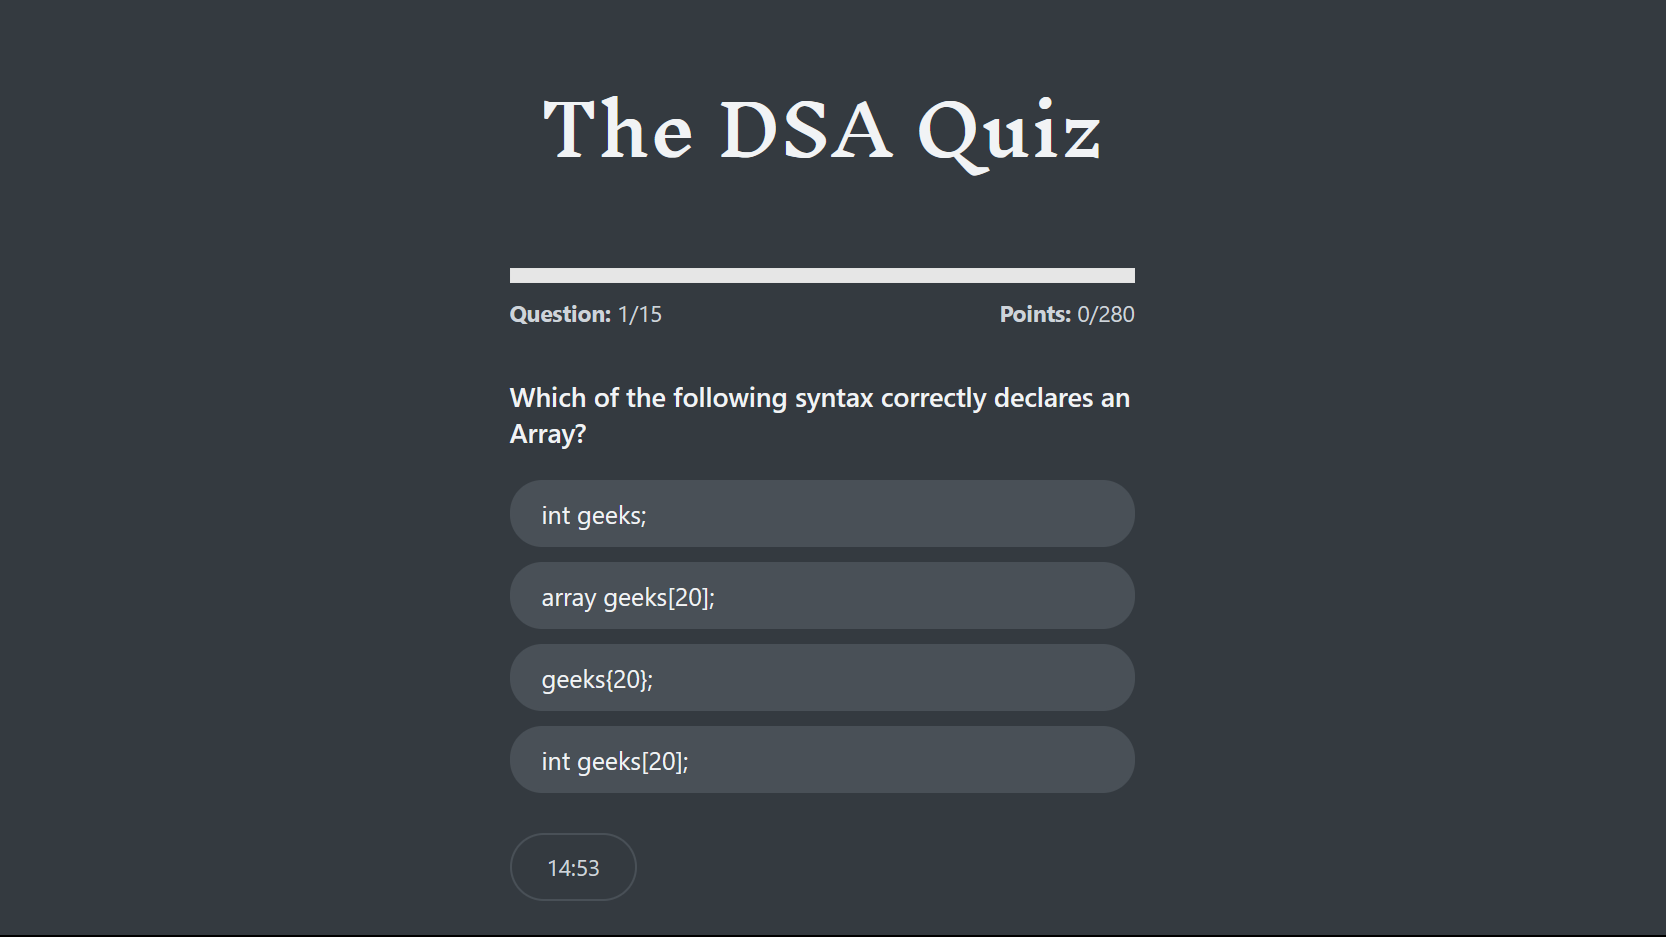 The DSA Quiz
Question: 1/15 Points: 0/280
Which of the following syntax correctly declares an
Array?
int geeks;
array geeks[20];
geeks{20};
int geeks[20];
14:53